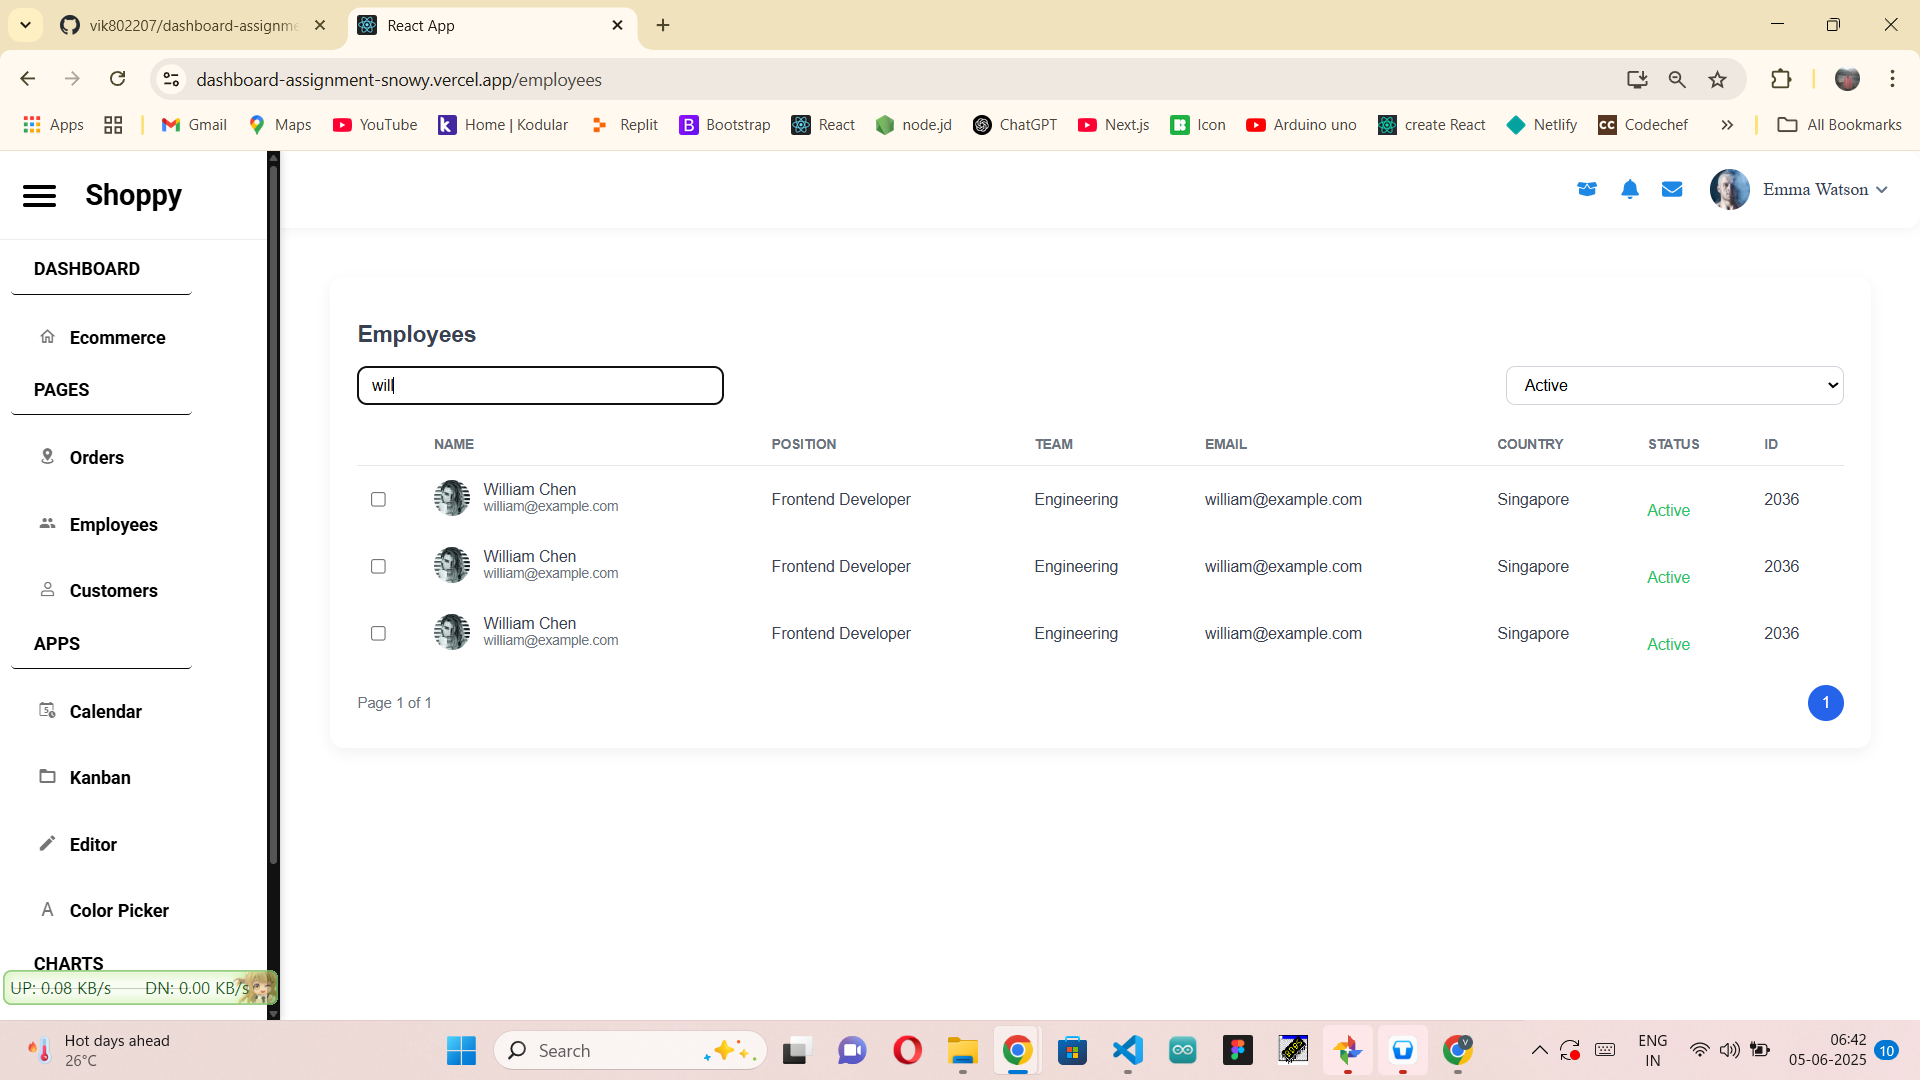 vik802207/dashboard-assignme
React App
dashboard-assignment-snowy.vercel.app/employees
Apps
Gmail
Maps
YouTube
Home | Kodular
Replit
Bootstrap
React
node.jd
ChatGPT
Next.js
Icon
Arduino uno
create React
Netlify
Codechef
All Bookmarks
Shoppy
Emma Watson
DASHBOARD
Ecommerce
PAGES
Orders
Employees
Customers
APPS
Calendar
Kanban
Editor
Color Picker
CHARTS
UP: 0.08 KB/s DN: 0.00 KB/s
Employees
will
Active
NAME POSITION TEAM EMAIL COUNTRY STATUS ID
William Chen
william@example.com
Frontend Developer Engineering william@example.com Singapore Active 2036
William Chen
william@example.com
Frontend Developer Engineering william@example.com Singapore Active 2036
William Chen
william@example.com
Frontend Developer Engineering william@example.com Singapore Active 2036
Page 1 of 1
1
Hot days ahead
26°C
Search
ENG
IN
06:42
05-06-2025
10